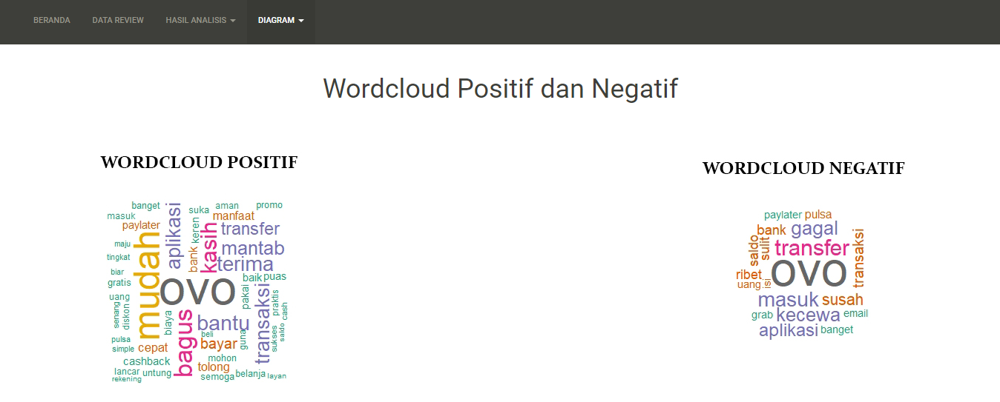 BERANDA DATA REVIEW HASIL ANALISIS DIAGRAM
Wordcloud Positif dan Negatif
WORDCLOUD POSITIF
banget
masuk
paylater
aplikasi
suka
aman
promo
manfaat
keren
kasih
transfer
maju
mudah
bank
mantab
tingkat
terima
biar
gratis
ovo
baik
puas
uang
pakai
transaksi
praktis
cash
senang
diskon
biaya
bagus
bantu
beli
pulsa
simple
cepat
bayar
guna
sukses
saldo
cashback
mohon
tolong
lancar
untung
rekening
semoga
belanja
layan
WORDCLOUD NEGATIF
paylater
pulsa
bank
gagal
saldo
sulit
transfer
transaksi
ovo
ribet
uang
isi
masuk
susah
grab
kecewa
email
aplikasi
banget